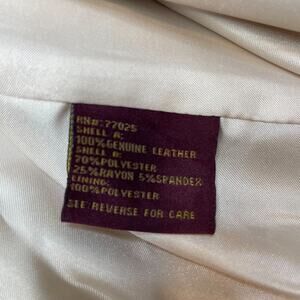 RN#:77025
SHELL A:
100%GENUINE LEATHER
SHELL B:
70%POLYESTER
25%RAYON 5%SPANDEX
LINING:
100%POLYESTER
SEE REVERSE FOR CARE